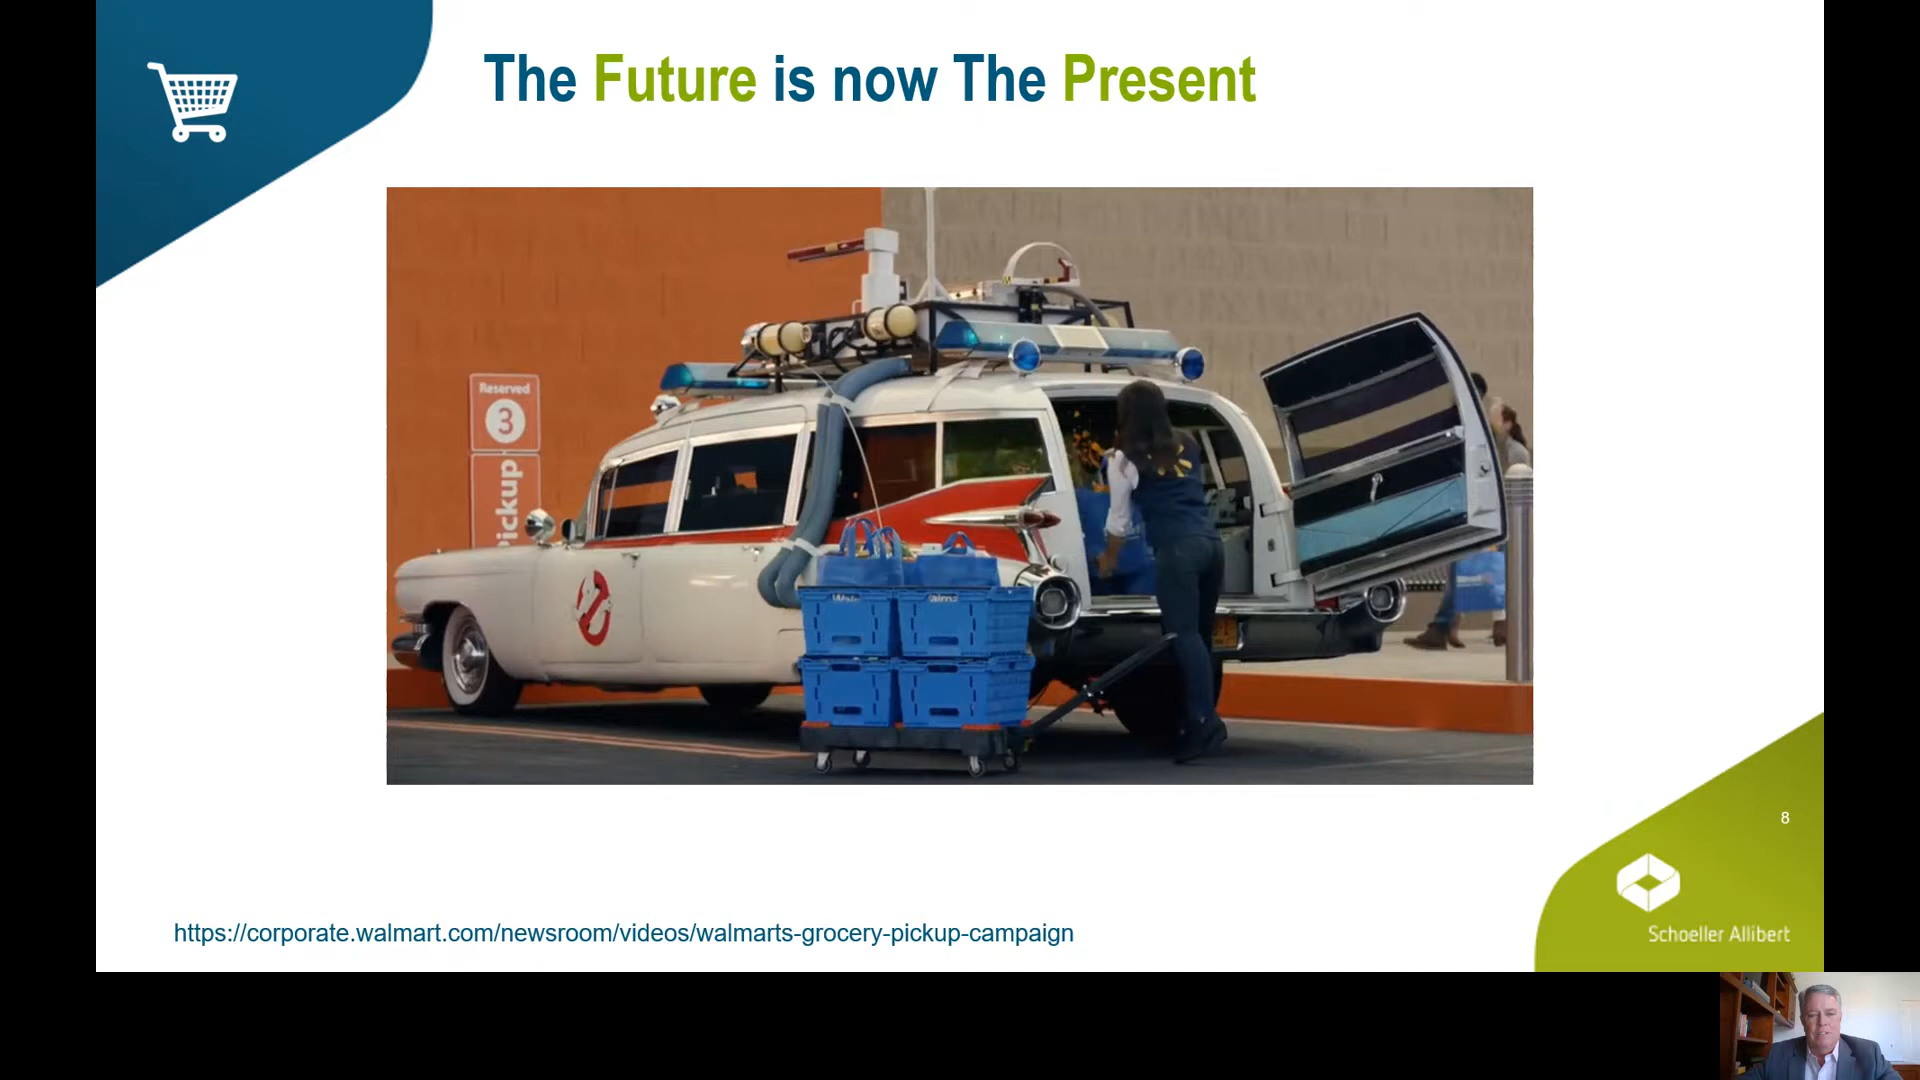 The Future is now The Present
Reserved
3
Pickup
8
https://corporate.walmart.com/newsroom/videos/walmarts-grocery-pickup-campaign
Schoeller Allibert